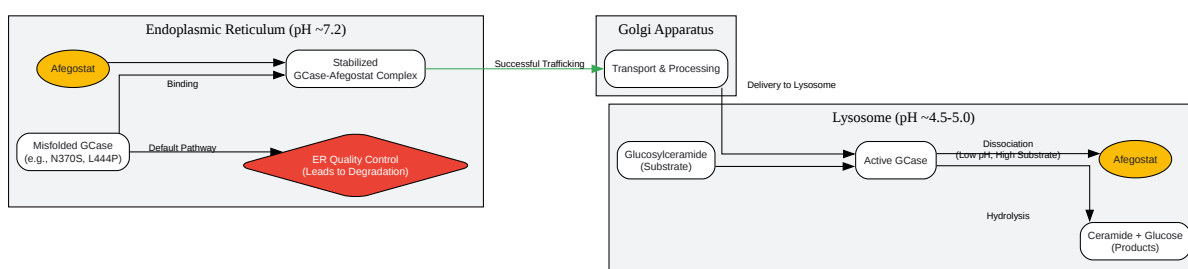 Endoplasmic Reticulum (pH ~7.2)
Afegostat
Stabilized
GCase-Afegostat Complex
Binding
Misfolded GCase
(e.g., N370S, L444P)
Default Pathway
ER Quality Control
(Leads to Degradation)
Successful Trafficking
Golgi Apparatus
Transport & Processing
Delivery to Lysosome
Lysosome (pH ~4.5-5.0)
Glucosylceramide
(Substrate)
Active GCase
Dissociation
(Low pH, High Substrate)
Afegostat
Hydrolysis
Ceramide + Glucose
(Products)